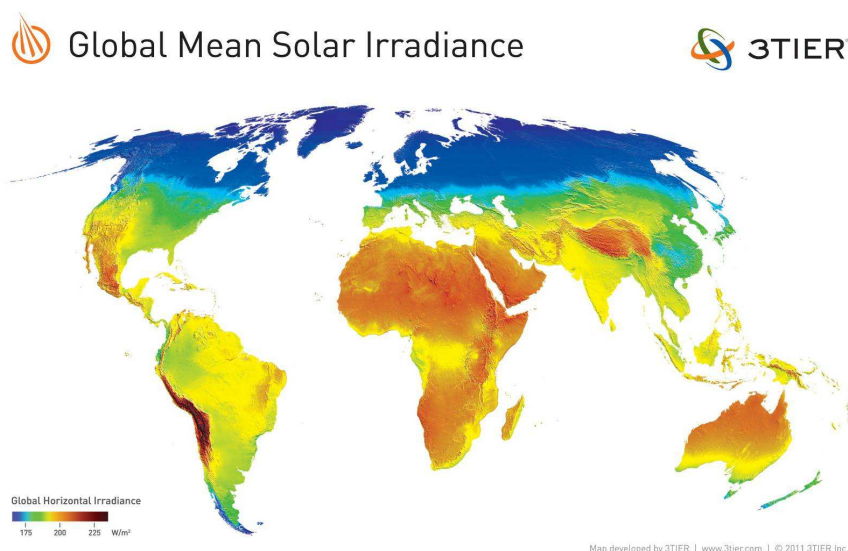 Global Mean Solar Irradiance
3TIER
Global Horizontal Irradiance
175 200 225 W/m²
Map developed by 3TIER | www.3tier.com | © 2011 3TIER Inc.